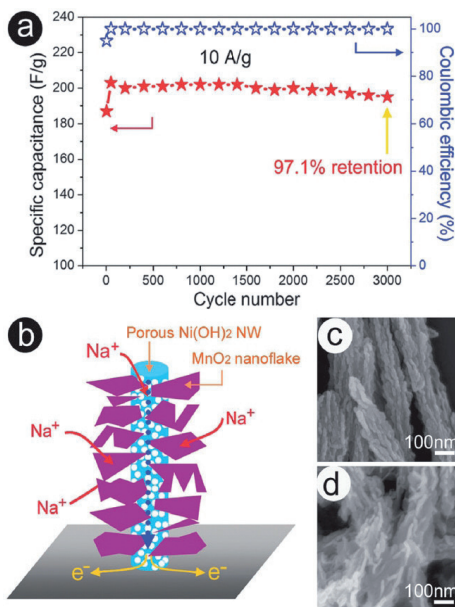 a
240
220
200
180
160
140
120
100
Specific capacitance (F/g)
10 A/g
97.1% retention
100
80
60
40
20
0
Coulombic efficiency (%)
0 500 1000 1500 2000 2500 3000
Cycle number
b
Porous Ni(OH)2 NW
Na+
MnO2 nanoflake
Na+
Na+
Na+
e- e-
c
100nm
d
100nm